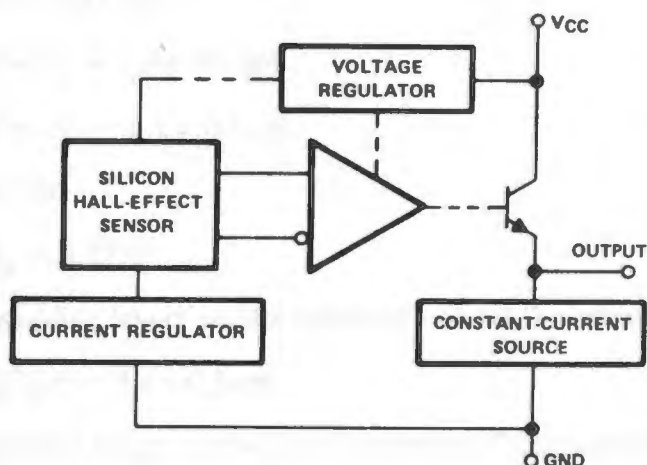 VCC
VOLTAGE
REGULATOR
SILICON
HALL-EFFECT
SENSOR
OUTPUT
CURRENT REGULATOR
CONSTANT-CURRENT
SOURCE
GND